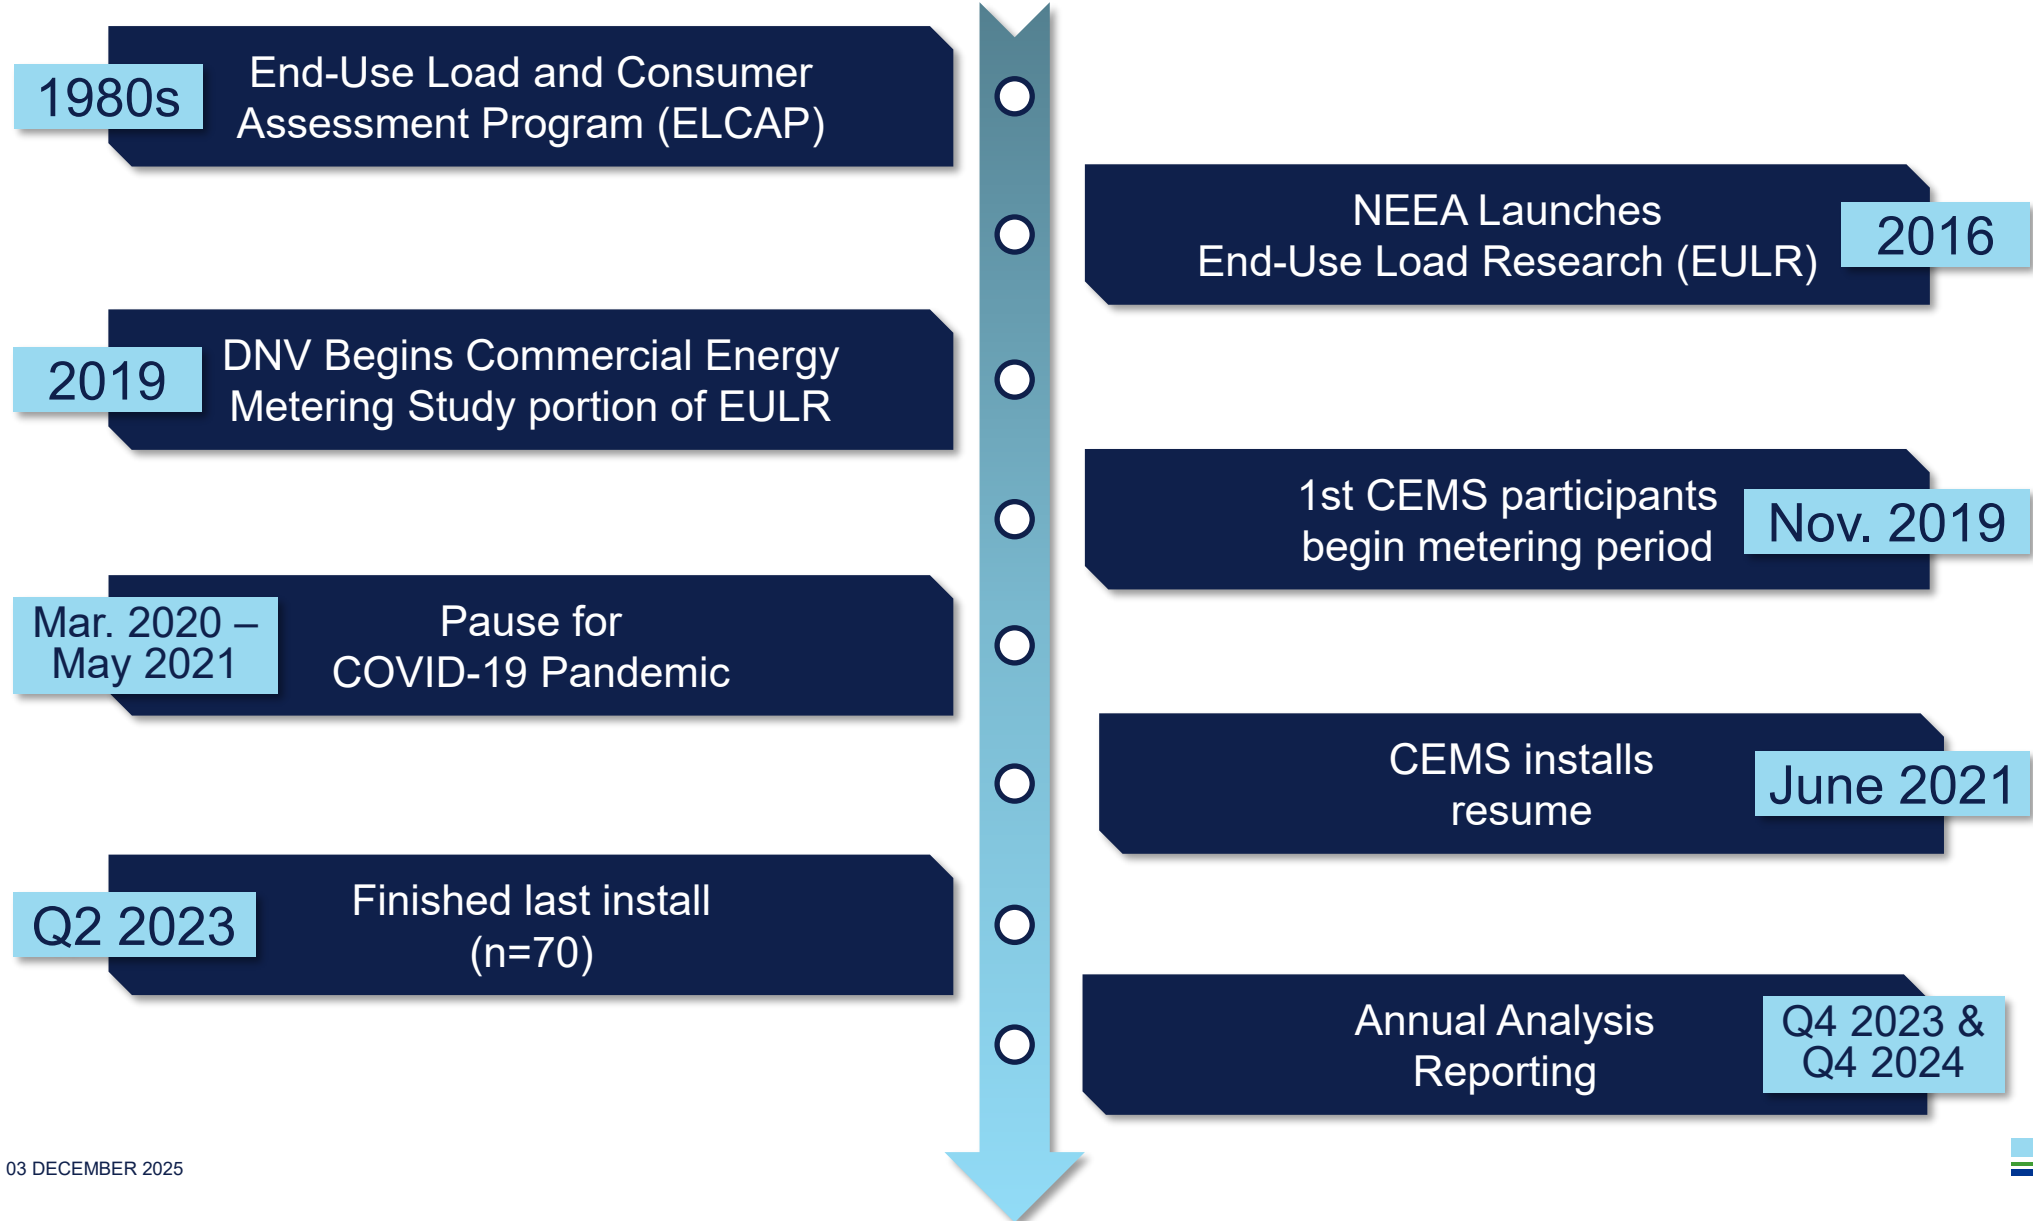 1980s
End-Use Load and Consumer
Assessment Program (ELCAP)
NEEA Launches
End-Use Load Research (EULR)
2016
2019
DNV Begins Commercial Energy
Metering Study portion of EULR
1st CEMS participants
begin metering period
Nov. 2019
Mar. 2020 –
May 2021
Pause for
COVID-19 Pandemic
CEMS installs
resume
June 2021
Q2 2023
Finished last install
(n=70)
Annual Analysis
Reporting
Q4 2023 &
Q4 2024
03 DECEMBER 2025